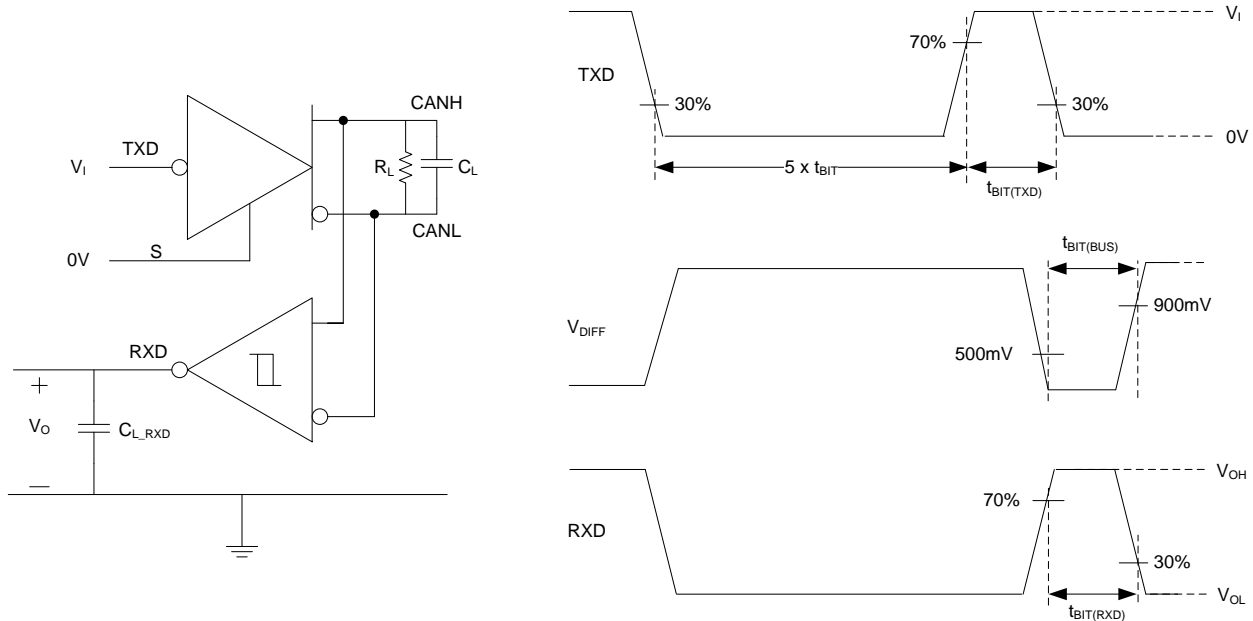 CANH
TXD
V_I
R_L
C_L
CANL
0V
S
RXD
+
V_O
C_L_RXD
—
V_I
70%
TXD
30%
30%
0V
5 x t_BIT
t_BIT(TXD)
t_BIT(BUS)
900mV
V_DIFF
500mV
V_OH
70%
RXD
30%
V_OL
t_BIT(RXD)